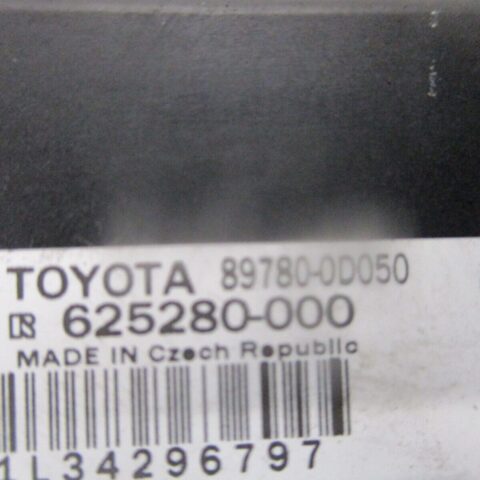 TOYOTA 89780-0D050
625280-000
MADE IN Czech Republic
1L34296797